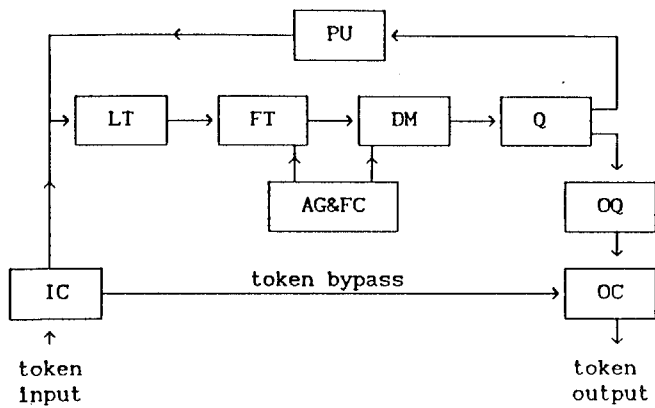 PU
LT
FT
DM
Q
AG&FC
OQ
IC
token bypass
OC
token
input
token
output